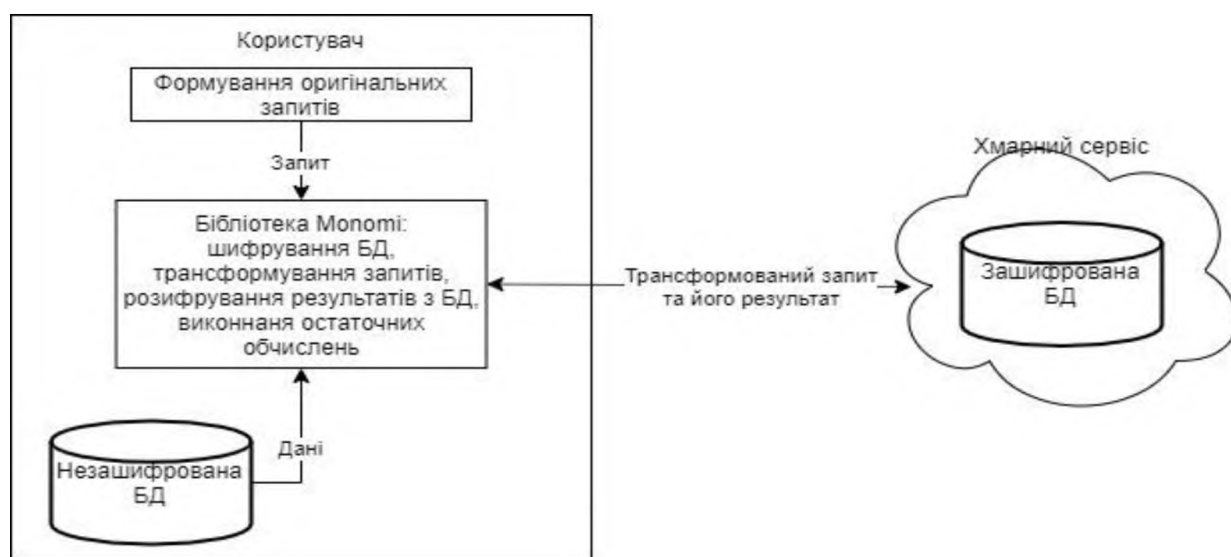 Користувач
Формування оригінальних
запитів
Запит
Бібліотека Monomi:
шифрування БД,
трансформування запитів,
розифрування результатів з БД,
виконнаня остаточних
обчислень
Дані
Незашифрована
БД
Трансформований запит
та його результат
Хмарний сервіс
Зашифрована
БД